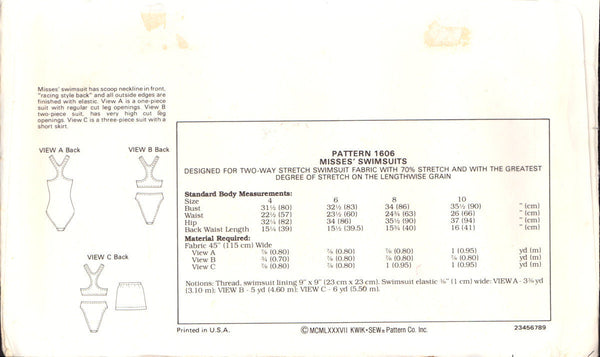 Misses' swimsuit has scoop neckline in front,
"racing style back" and all outside edges are
finished with elastic. View A is a one-piece
suit with regular cut leg openings. View B
two-piece suit, has very high cut leg
openings. View C is a three-piece suit with a
short skirt.
VIEW A Back
VIEW B Back
VIEW C Back
PATTERN 1606
MISSES' SWIMSUITS
DESIGNED FOR TWO-WAY STRETCH SWIMSUIT FABRIC WITH 70% STRETCH AND WITH THE GREATEST
DEGREE OF STRETCH ON THE LENGTHWISE GRAIN
Standard Body Measurements:
Size 4 6 8 10
Bust 31½ (80) 32½ (83) 34 (86) 35½ (90) " (cm)
Waist 22½ (57) 23½ (60) 24¾ (63) 26 (66) " (cm)
Hip 32¼ (82) 34 (86) 35½ (90) 37 (94) " (cm)
Back Waist Length 15¼ (39) 15½ (39.5) 15¾ (40) 16 (41) " (cm)
Material Required:
Fabric 45" (115 cm) Wide
View A ⅞ (0.80) ⅞ (0.80) ⅞ (0.80) 1 (0.95) yd (m)
View B ¾ (0.70) ⅞ (0.80) ⅞ (0.80) ⅞ (0.80) yd (m)
View C ⅞ (0.80) ⅞ (0.80) 1 (0.95) 1 (0.95) yd (m)
Notions: Thread, swimsuit lining 9" x 9" (23 cm x 23 cm). Swimsuit elastic ⅜" (1 cm) wide: VIEW A - 3⅜ yd
(3.10 m); VIEW B - 5 yd (4.60 m); VIEW C - 6 yd (5.50 m).
Printed in U.S.A.
© MCMLXXXVII KWIK•SEW® Pattern Co. Inc.
23456789